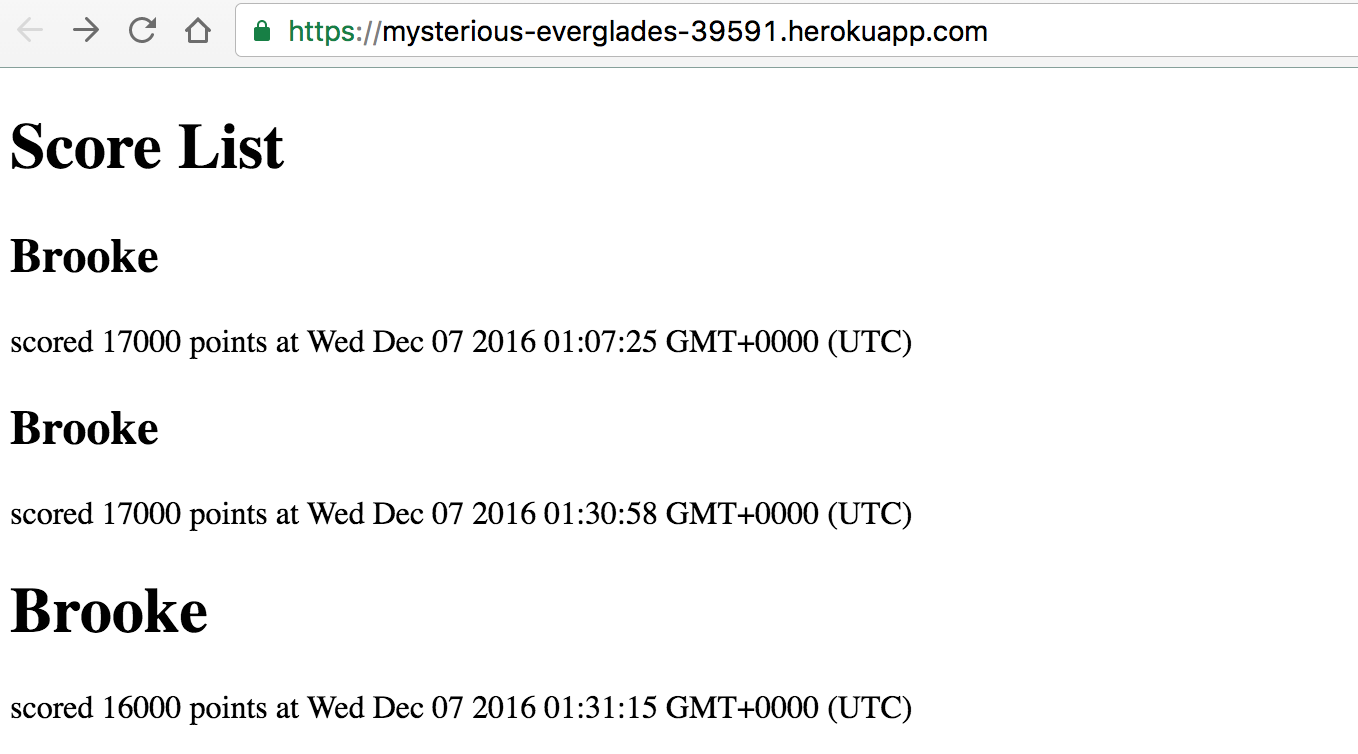 https://mysterious-everglades-39591.herokuapp.com
Score List
Brooke
scored 17000 points at Wed Dec 07 2016 01:07:25 GMT+0000 (UTC)
Brooke
scored 17000 points at Wed Dec 07 2016 01:30:58 GMT+0000 (UTC)
Brooke
scored 16000 points at Wed Dec 07 2016 01:31:15 GMT+0000 (UTC)